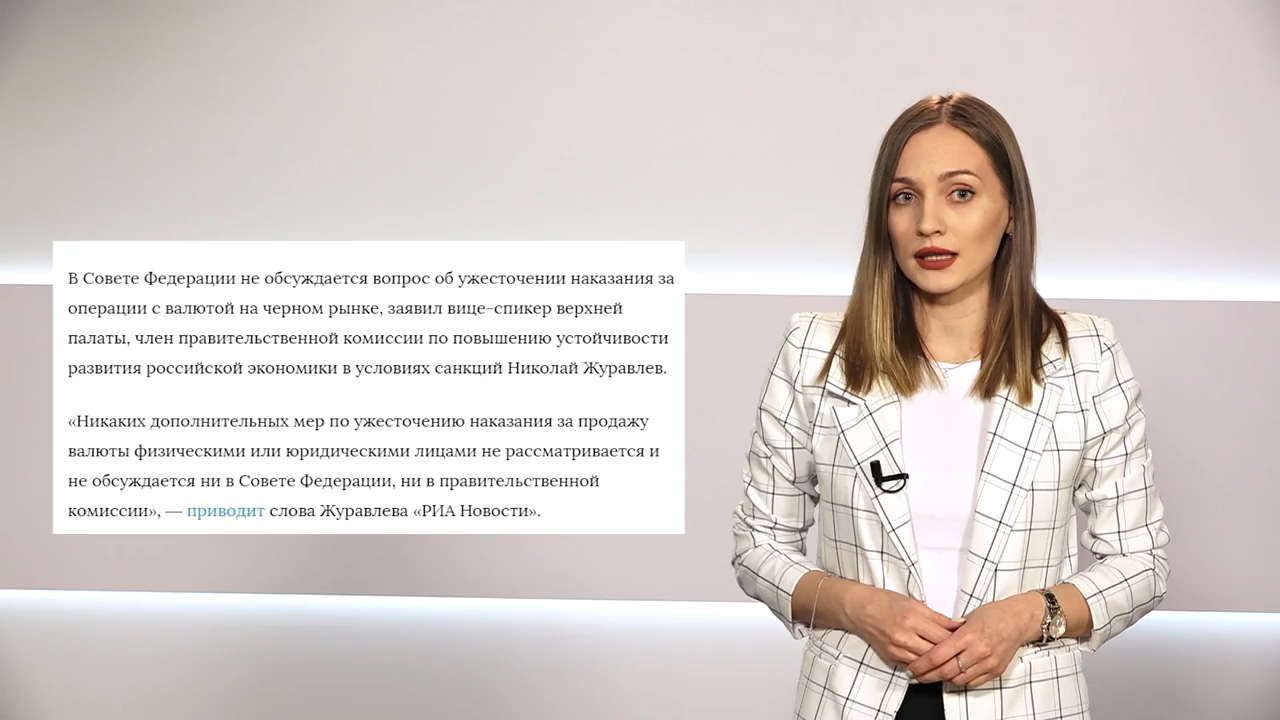 В Совете Федерации не обсуждается вопрос об ужесточении наказания за
операции с валютой на черном рынке, заявил вице-спикер верхней
палаты, член правительственной комиссии по повышению устойчивости
развития российской экономики в условиях санкций Николай Журавлев.
«Никаких дополнительных мер по ужесточению наказания за продажу
валюты физическими или юридическими лицами не рассматривается и
не обсуждается ни в Совете Федерации, ни в правительственной
комиссии», — приводит слова Журавлева «РИА Новости».